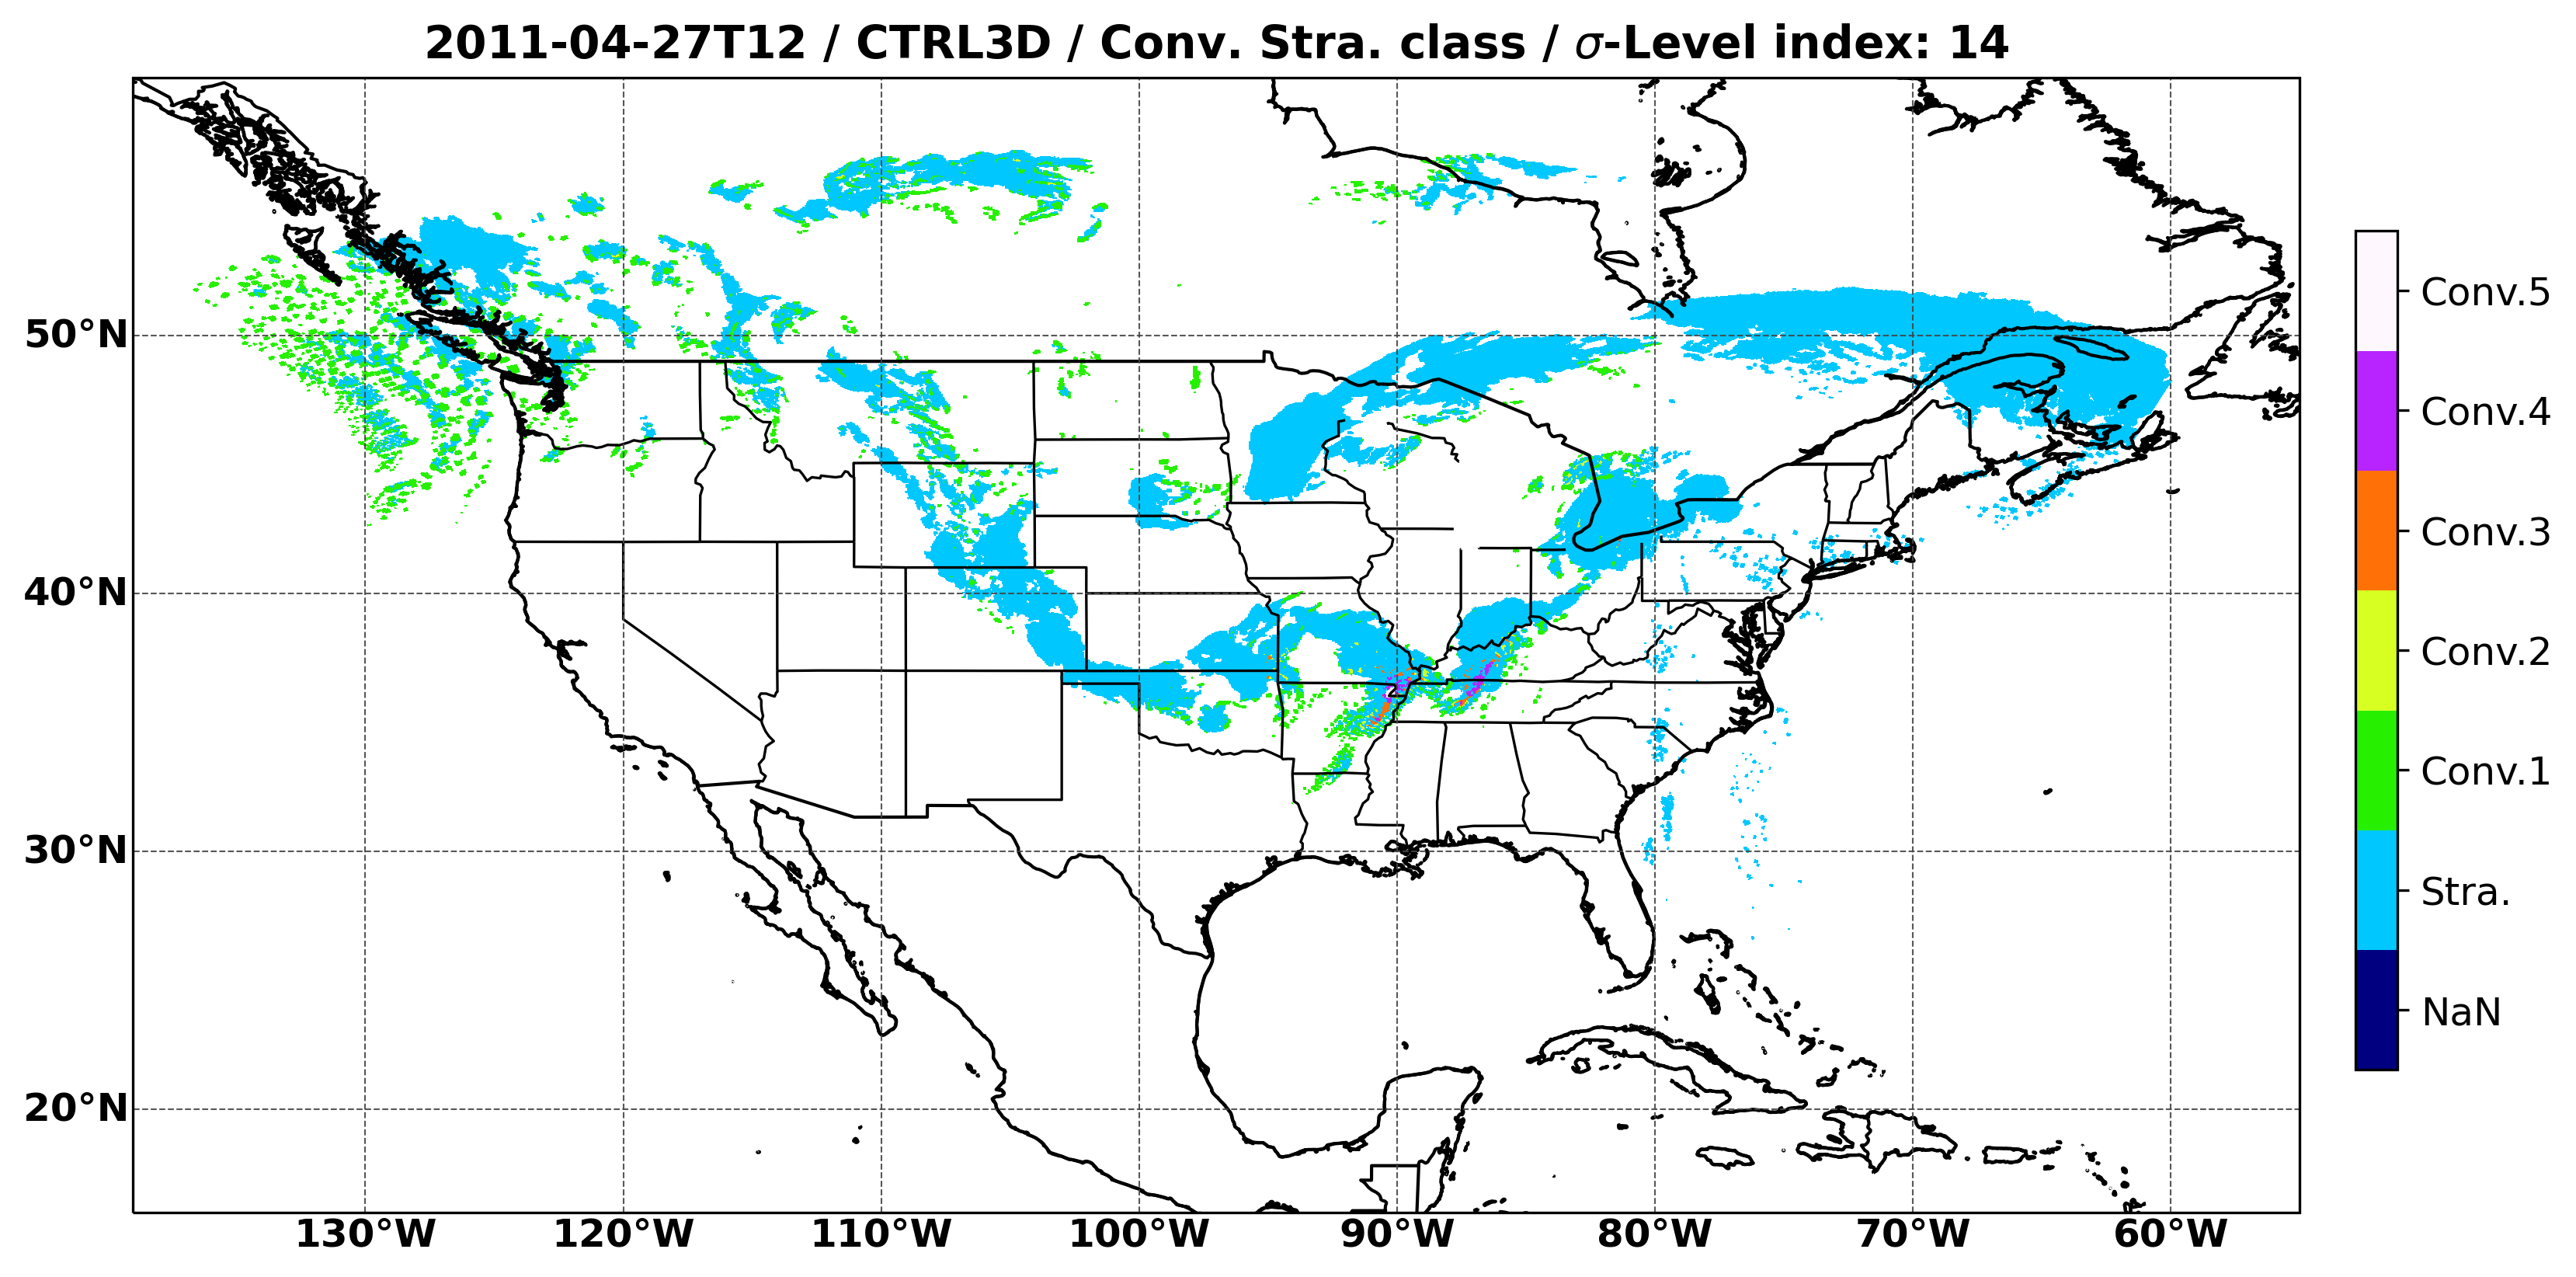 2011-04-27T12 / CTRL3D / Conv. Stra. class / σ-Level index: 14
50°N
40°N
30°N
20°N
130°W 120°W 110°W 100°W 90°W 80°W 70°W 60°W
Conv.5
Conv.4
Conv.3
Conv.2
Conv.1
Stra.
NaN